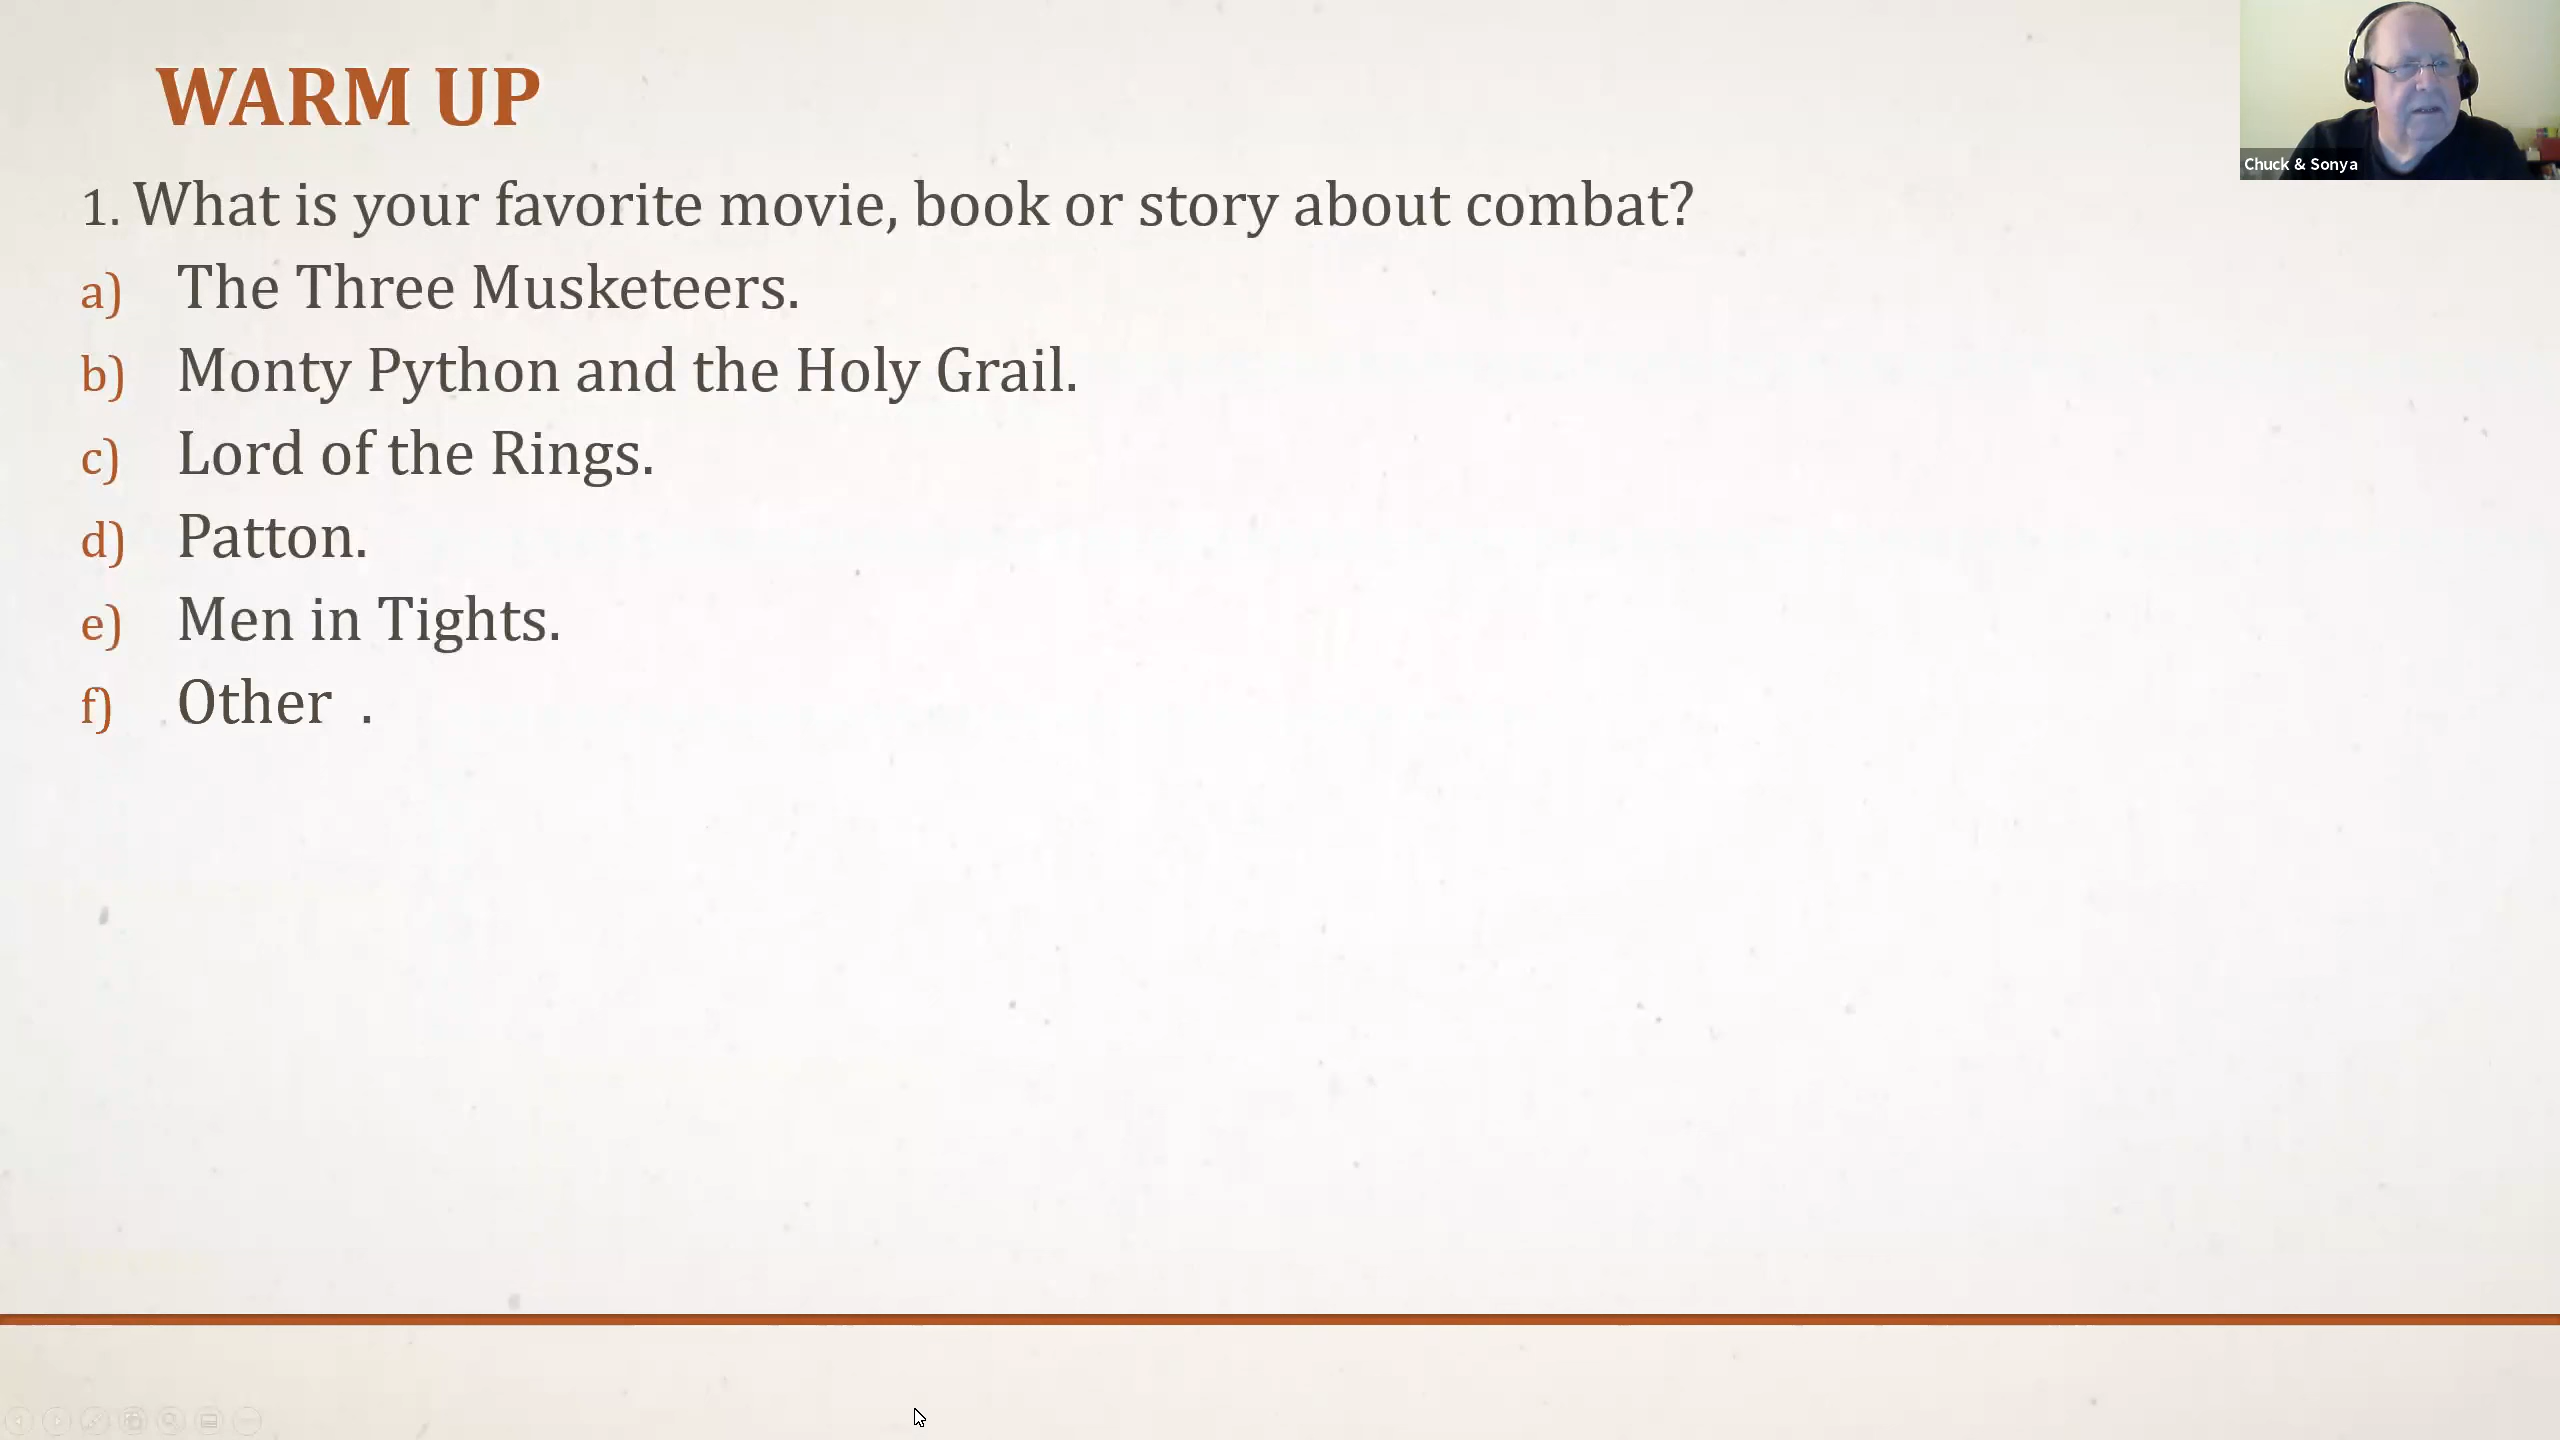 WARM UP
1. What is your favorite movie, book or story about combat?
a) The Three Musketeers.
b) Monty Python and the Holy Grail.
c) Lord of the Rings.
d) Patton.
e) Men in Tights.
f) Other .
Chuck & Sonya